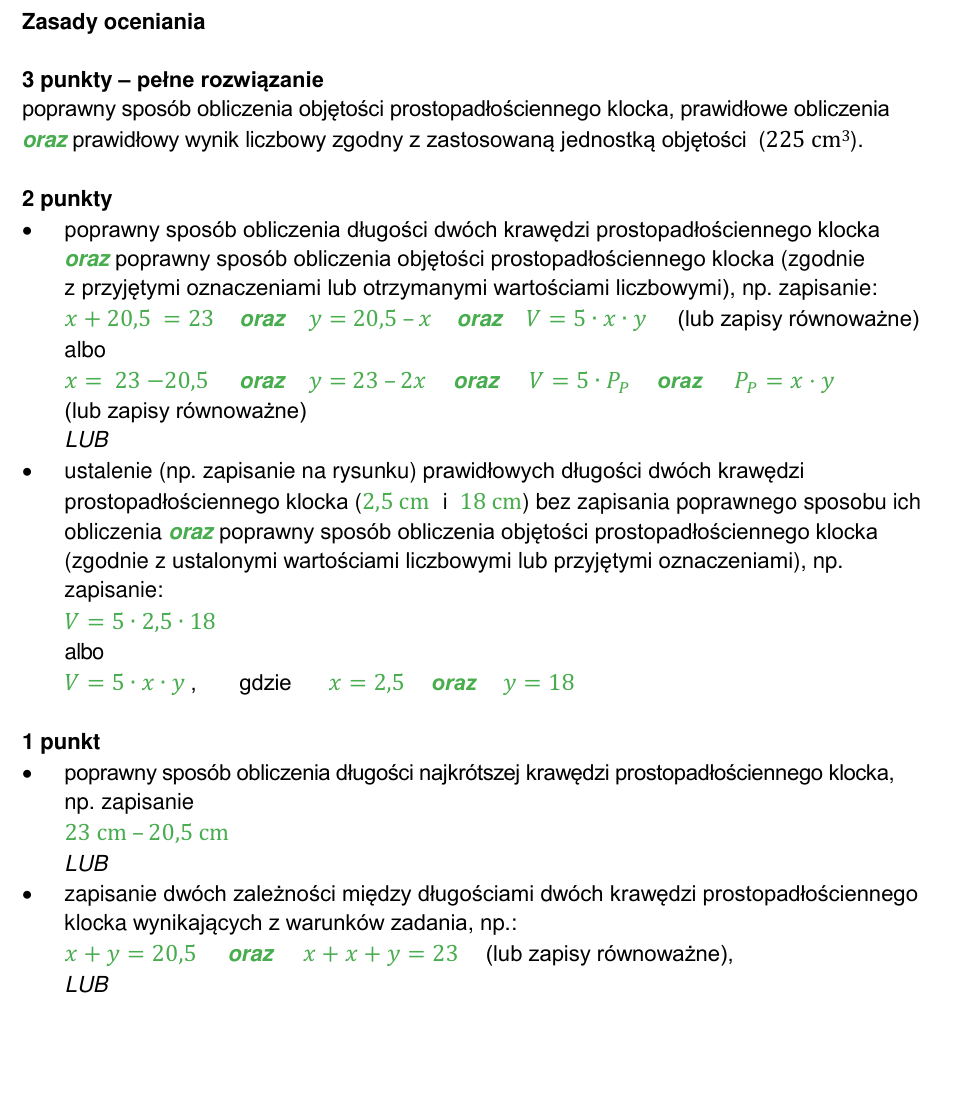 Zasady oceniania
3 punkty – pełne rozwiązanie
poprawny sposób obliczenia objętości prostopadłościennego klocka, prawidłowe obliczenia
oraz prawidłowy wynik liczbowy zgodny z zastosowaną jednostką objętości (225 cm³).
2 punkty
• poprawny sposób obliczenia długości dwóch krawędzi prostopadłościennego klocka
oraz poprawny sposób obliczenia objętości prostopadłościennego klocka (zgodnie
z przyjętymi oznaczeniami lub otrzymanymi wartościami liczbowymi), np. zapisanie:
x + 20,5 = 23 oraz y = 20,5 – x oraz V = 5 · x · y (lub zapisy równoważne)
albo
x = 23 −20,5 oraz y = 23 – 2x oraz V = 5 · P_P oraz P_P = x · y
(lub zapisy równoważne)
LUB
• ustalenie (np. zapisanie na rysunku) prawidłowych długości dwóch krawędzi
prostopadłościennego klocka (2,5 cm i 18 cm) bez zapisania poprawnego sposobu ich
obliczenia oraz poprawny sposób obliczenia objętości prostopadłościennego klocka
(zgodnie z ustalonymi wartościami liczbowymi lub przyjętymi oznaczeniami), np.
zapisanie:
V = 5 · 2,5 · 18
albo
V = 5 · x · y , gdzie x = 2,5 oraz y = 18
1 punkt
• poprawny sposób obliczenia długości najkrótszej krawędzi prostopadłościennego klocka,
np. zapisanie
23 cm – 20,5 cm
LUB
• zapisanie dwóch zależności między długościami dwóch krawędzi prostopadłościennego
klocka wynikających z warunków zadania, np.:
x + y = 20,5 oraz x + x + y = 23 (lub zapisy równoważne),
LUB